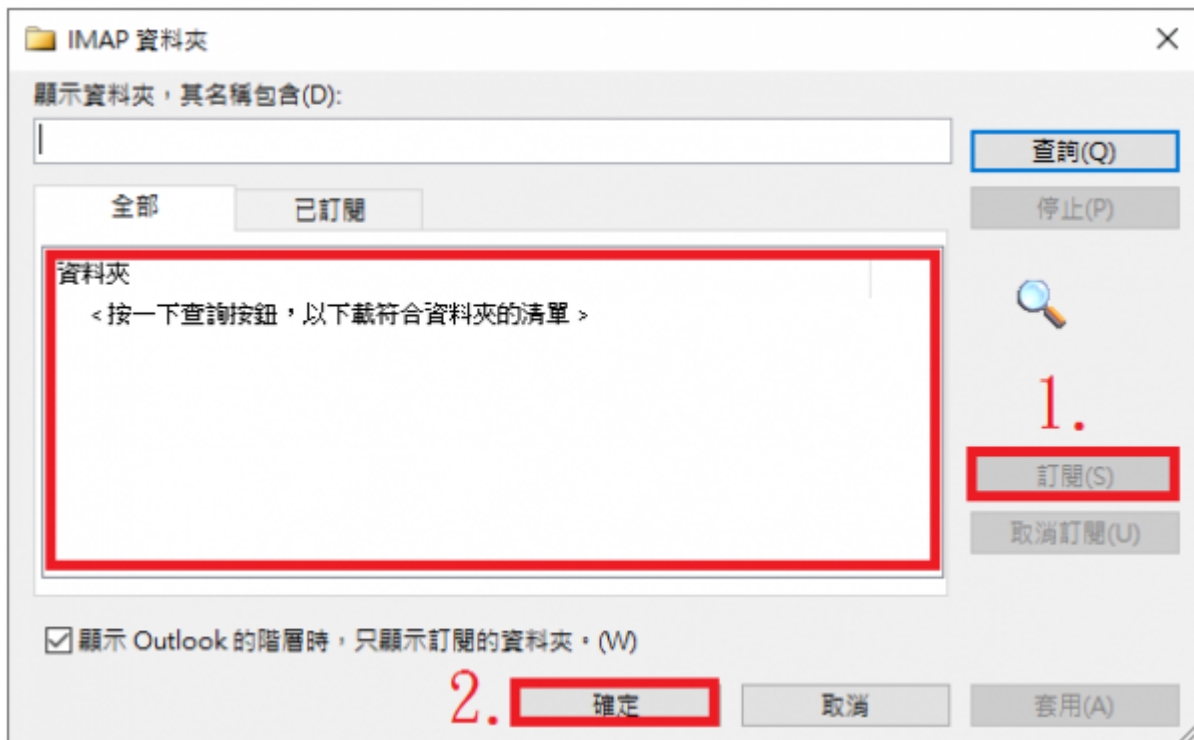 IMAP 資料夾
顯示資料夾，其名稱包含(D):
查詢(Q)
全部
已訂閱
停止(P)
資料夾
<按一下查詢按鈕，以下載符合資料夾的清單>
1.
訂閱(S)
取消訂閱(U)
顯示 Outlook 的階層時，只顯示訂閱的資料夾。(W)
2.
確定
取消
套用(A)